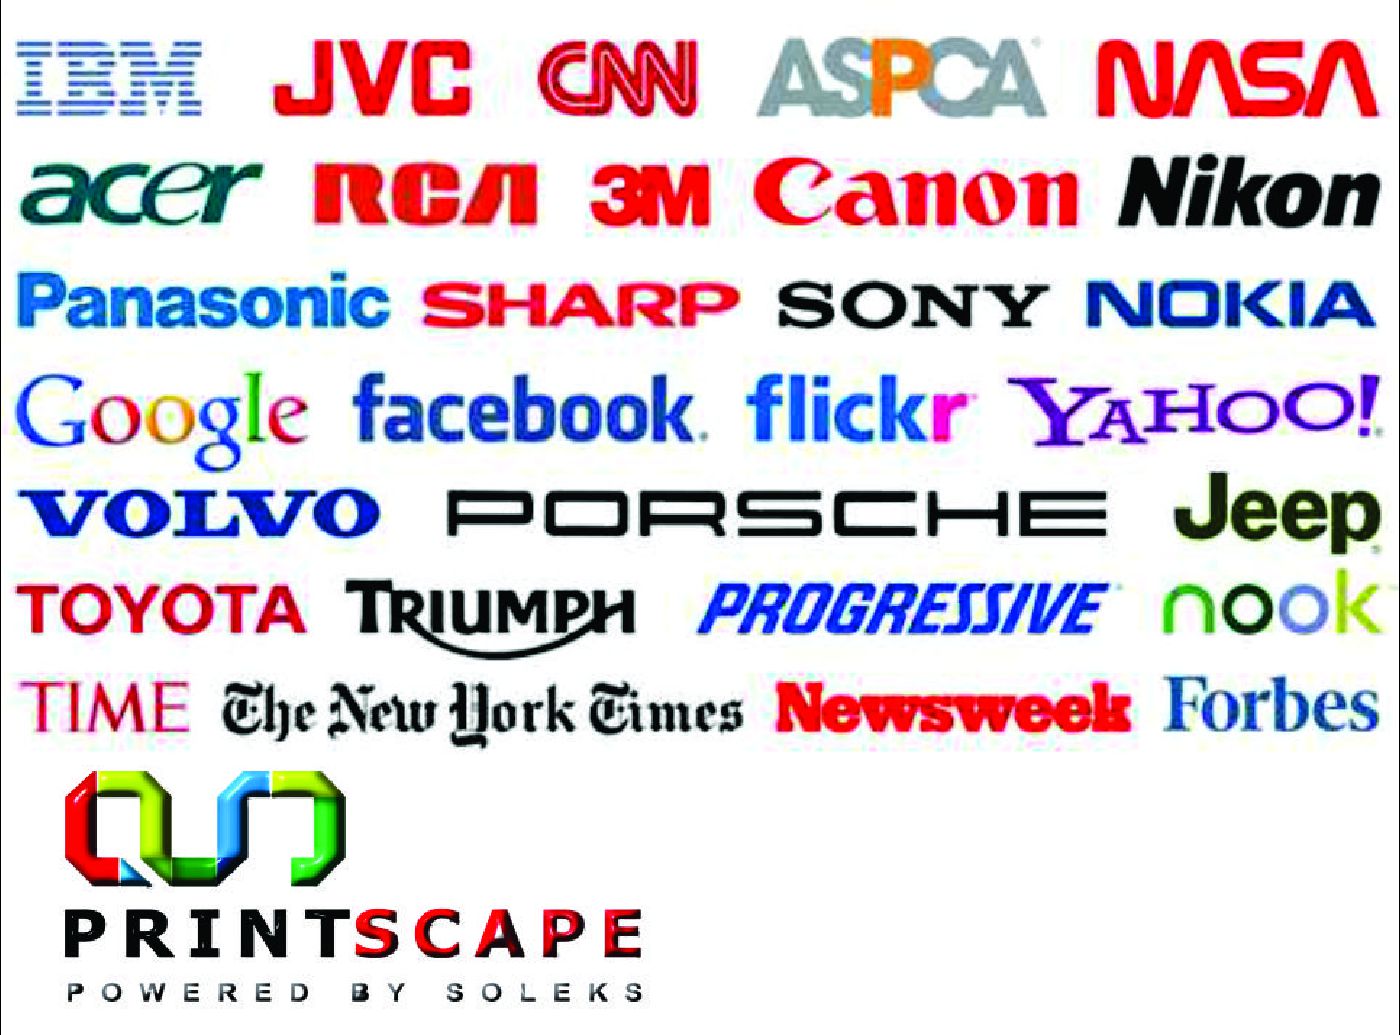 IBM JVC CNN ASPCA NASA
acer RCA 3M Canon Nikon
Panasonic SHARP SONY NOKIA
Google facebook. flickr YAHOO!
VOLVO PORSCHE Jeep
TOYOTA TRIUMPH PROGRESSIVE nook
TIME The New York Times Newsweek Forbes
PRINTSCAPE
POWERED BY SOLEKS